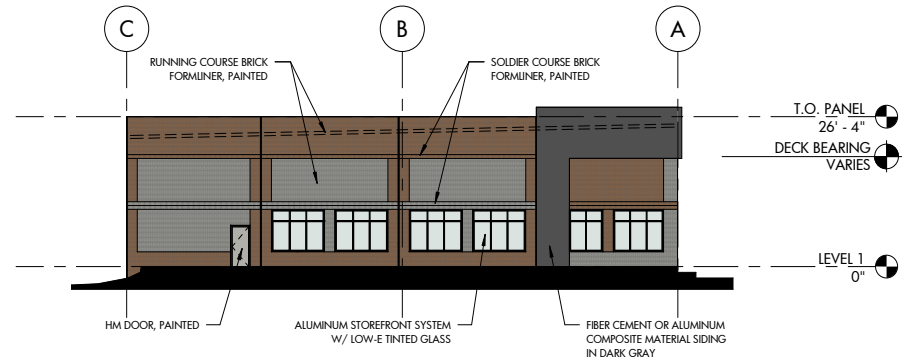 C
B
A
RUNNING COURSE BRICK
FORMLINER, PAINTED
SOLDIER COURSE BRICK
FORMLINER, PAINTED
T.O. PANEL
26' - 4"
DECK BEARING
VARIES
LEVEL 1
0"
HM DOOR, PAINTED
ALUMINUM STOREFRONT SYSTEM
W/ LOW-E TINTED GLASS
FIBER CEMENT OR ALUMINUM
COMPOSITE MATERIAL SIDING
IN DARK GRAY